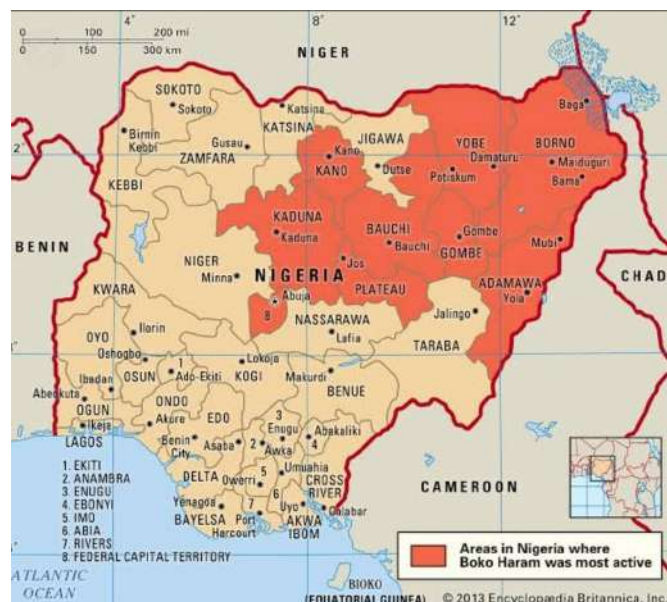 4°
8°
12°
0 100 200 mi
0 150 300 km
NIGER
SOKOTO
Sokoto
Katsina
KATSINA
Birnin
Kebbi
Gusau
ZAMFARA
JIGAWA
Dutse
Kano
KANO
YOBE
Damaturu
Potiskum
BORNO
Baga
Maiduguri
Bama
2°
KEBBI
KADUNA
Kaduna
BAUCHI
Bauchi
Gombe
GOMBE
Mubi
BENIN
NIGER
Minna
NIGERIA
Jos
PLATEAU
ADAMAWA
Yola
CHAD
8
Abuja
KWARA
Ilorin
NASSARAWA
Lafia
Jalingo
TARABA
OYO
Oshogbo
Ibadan
OSUN
1
Ado-Ekiti
Lokoja
KOGI
Makurdi
BENUE
Abeokuta
OGUN
Ikeja
LAGOS
ONDO
Akure
EDO
Benin
City
Asaba
2
Awka
3
Enugu
Abakaliki
4
DELTA
Owerri
5
Umuahia
6
CROSS
RIVER
Yenagoa
BAYELSA
7
Port
Harcourt
Uyo
AKWA
IBOM
Calabar
CAMEROON
1. EKITI
2. ANAMBRA
3. ENUGU
4. EBONYI
5. IMO
6. ABIA
7. RIVERS
8. FEDERAL CAPITAL TERRITORY
ATLANTIC
OCEAN
BIOKO
(EQUATORIAL GUINEA)
Areas in Nigeria where
Boko Haram was most active
© 2013 Encyclopædia Britannica, Inc.